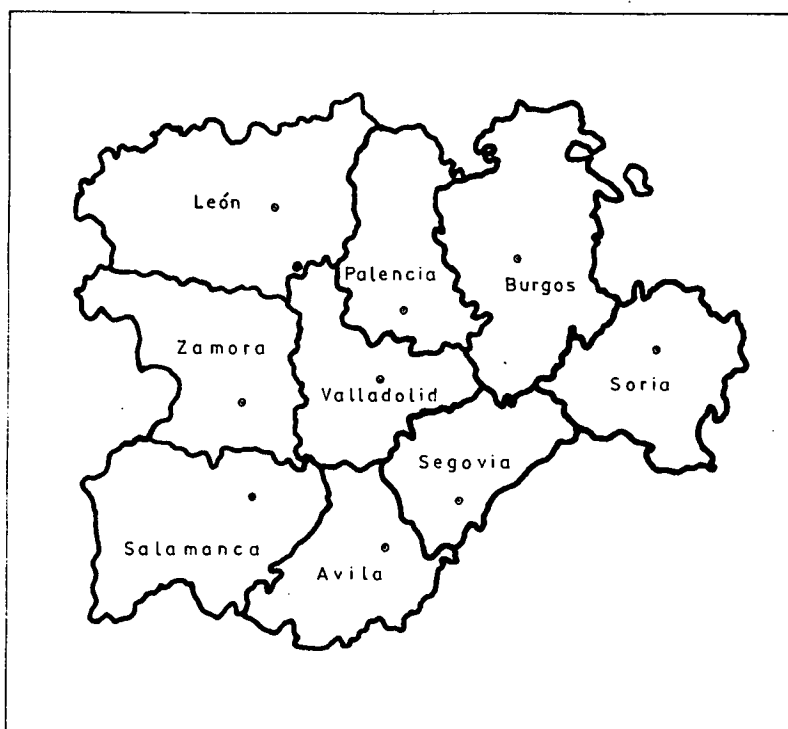 León
Palencia
Burgos
Zamora
Valladolid
Soria
Segovia
Salamanca
Avila